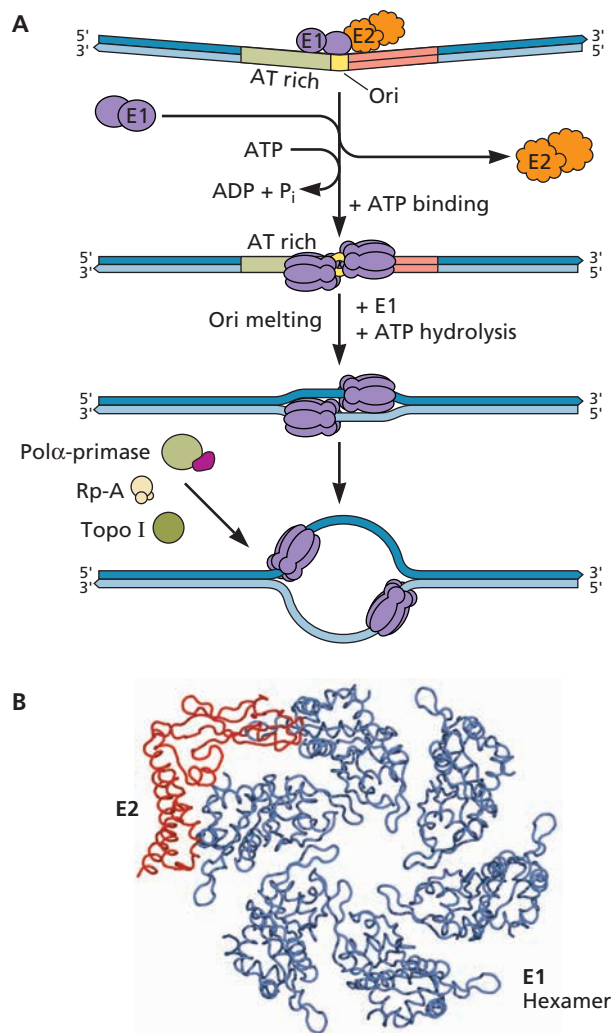 A
5'
3'
E1
E2
3'
5'
AT rich
Ori
E1
ATP
E2
ADP + Pi
+ ATP binding
AT rich
5'
3'
3'
5'
Ori melting
+ E1
+ ATP hydrolysis
5'
3'
3'
5'
Polα-primase
Rp-A
Topo I
5'
3'
3'
5'
B
E2
E1
Hexamer